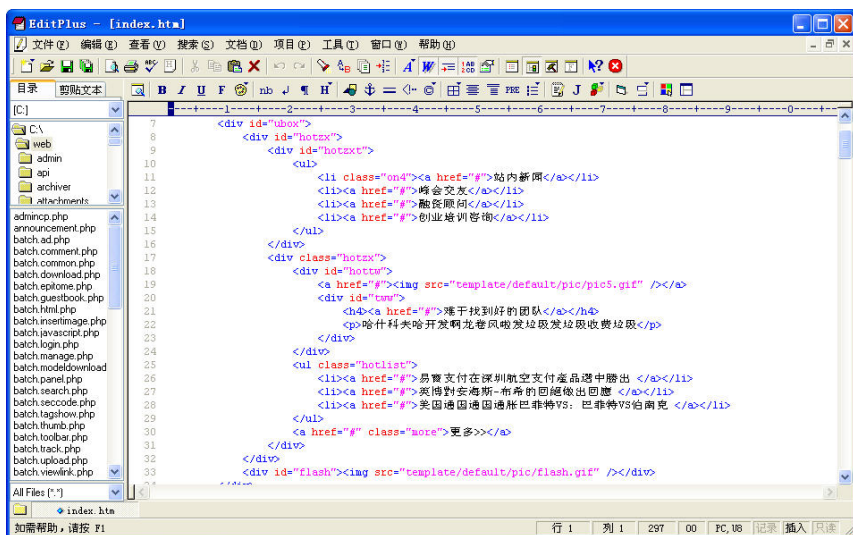 EditPlus - [index.htm]
文件(F) 编辑(E) 查看(V) 搜索(S) 文档(D) 项目(P) 工具(T) 窗口(W) 帮助(H)
目录 剪贴文本
B I U F nb H PRE J
[C:]
----+----1----+----2----+----3----+----4----+----5----+----6----+----7----+----8----+----9----+----0----+--
C:\
web
admin
api
archiver
attachments
admincp.php
announcement.php
batch.ad.php
batch.comment.php
batch.common.php
batch.download.php
batch.epitome.php
batch.guestbook.php
batch.html.php
batch.insertimage.php
batch.javascript.php
batch.login.php
batch.manage.php
batch.modeldownload
batch.panel.php
batch.search.php
batch.seccode.php
batch.tagshow.php
batch.thumb.php
batch.toolbar.php
batch.track.php
batch.upload.php
batch.viewlink.php
All Files (*.*)
7 <div id="ubox">
8 <div id="hotzx">
9 <div id="hotzxt">
10 <ul>
11 <li class="on4"><a href="#">站内新闻</a></li>
12 <li><a href="#">峰会交友</a></li>
13 <li><a href="#">融资顾问</a></li>
14 <li><a href="#">创业培训咨询</a></li>
15 </ul>
16 </div>
17 <div class="hotzx">
18 <div id="hottw">
19 <a href="#"><img src="template/default/pic/pic5.gif" /></a>
20 <div id="tww">
21 <h4><a href="#">难于找到好的团队</a></h4>
22 <p>哈什科夫哈开发啊龙卷风啦发垃圾发垃圾收费垃圾</p>
23 </div>
24 </div>
25 <ul class="hotlist">
26 <li><a href="#">易寶支付在深圳航空支付產品選中勝出 </a></li>
27 <li><a href="#">英博對安海斯-布希的回絕做出回應 </a></li>
28 <li><a href="#">美国通国通国通胀巴菲特VS：巴菲特VS伯南克 </a></li>
29 </ul>
30 <a href="#" class="more">更多>></a>
31 </div>
32 </div>
33 <div id="flash"><img src="template/default/pic/flash.gif" /></div>
index.htm
如需帮助，请按 F1 行 1 列 1 297 00 PC, U8 记录 插入 只读